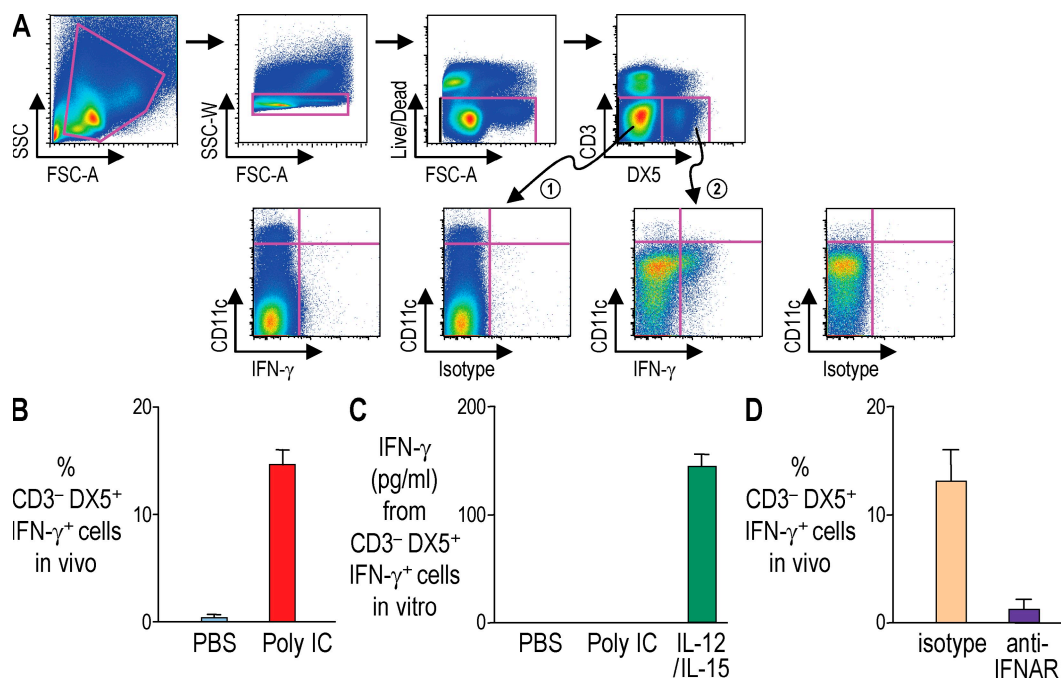 A
SSC
FSC-A
SSC-W
FSC-A
Live/Dead
FSC-A
CD3
DX5
1
2
CD11c
IFN-γ
CD11c
Isotype
CD11c
IFN-γ
CD11c
Isotype
B
20
10
0
%
CD3⁻ DX5⁺
IFN-γ⁺ cells
in vivo
PBS
Poly IC
C
200
100
0
IFN-γ
(pg/ml)
from
CD3⁻ DX5⁺
IFN-γ⁺ cells
in vitro
PBS
Poly IC
IL-12
/IL-15
D
20
10
0
%
CD3⁻ DX5⁺
IFN-γ⁺ cells
in vivo
isotype
anti-
IFNAR